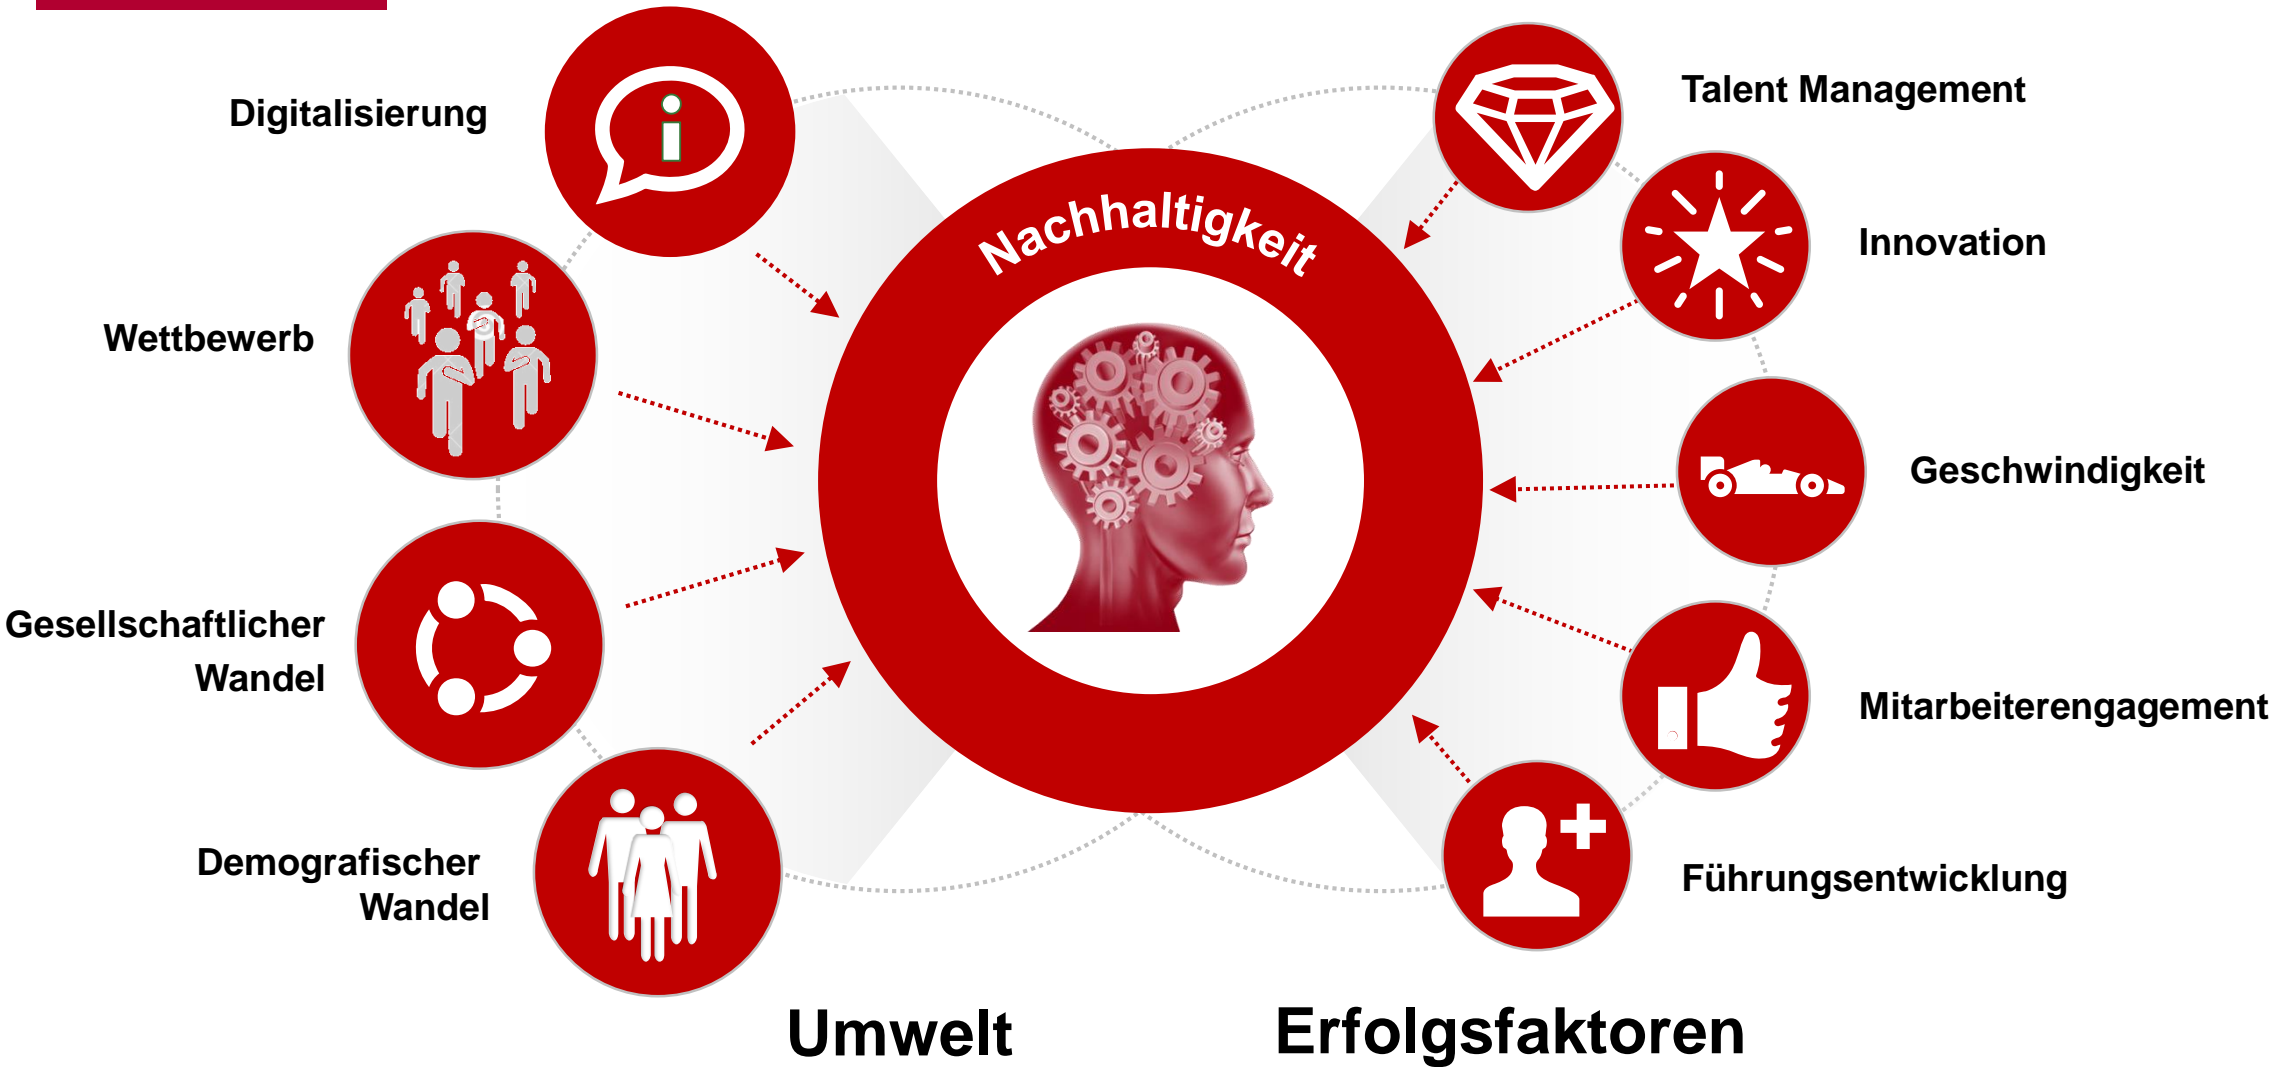 Digitalisierung
Wettbewerb
Gesellschaftlicher
Wandel
Demografischer
Wandel
Nachhaltigkeit
Talent Management
Innovation
Geschwindigkeit
Mitarbeiterengagement
Führungsentwicklung
Umwelt
Erfolgsfaktoren